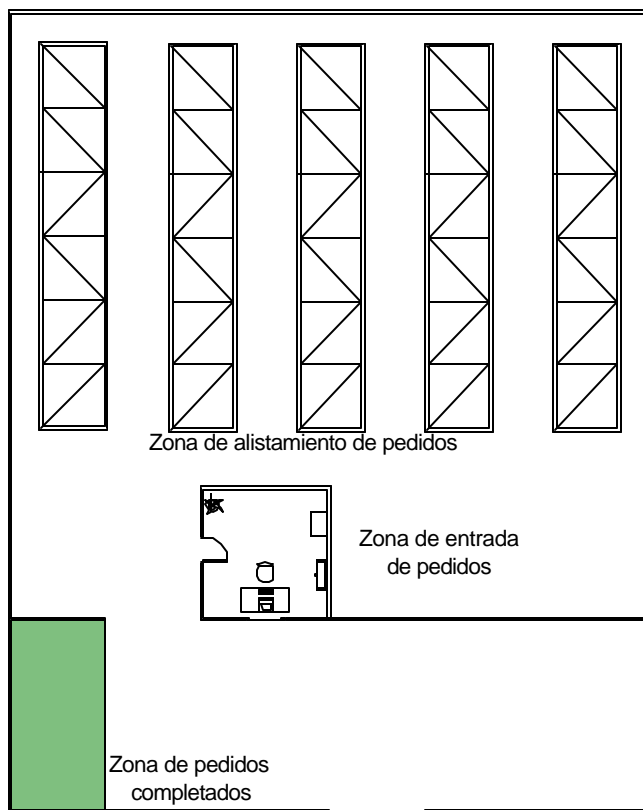 Zona de alistamiento de pedidos
Zona de entrada
de pedidos
Zona de pedidos
completados